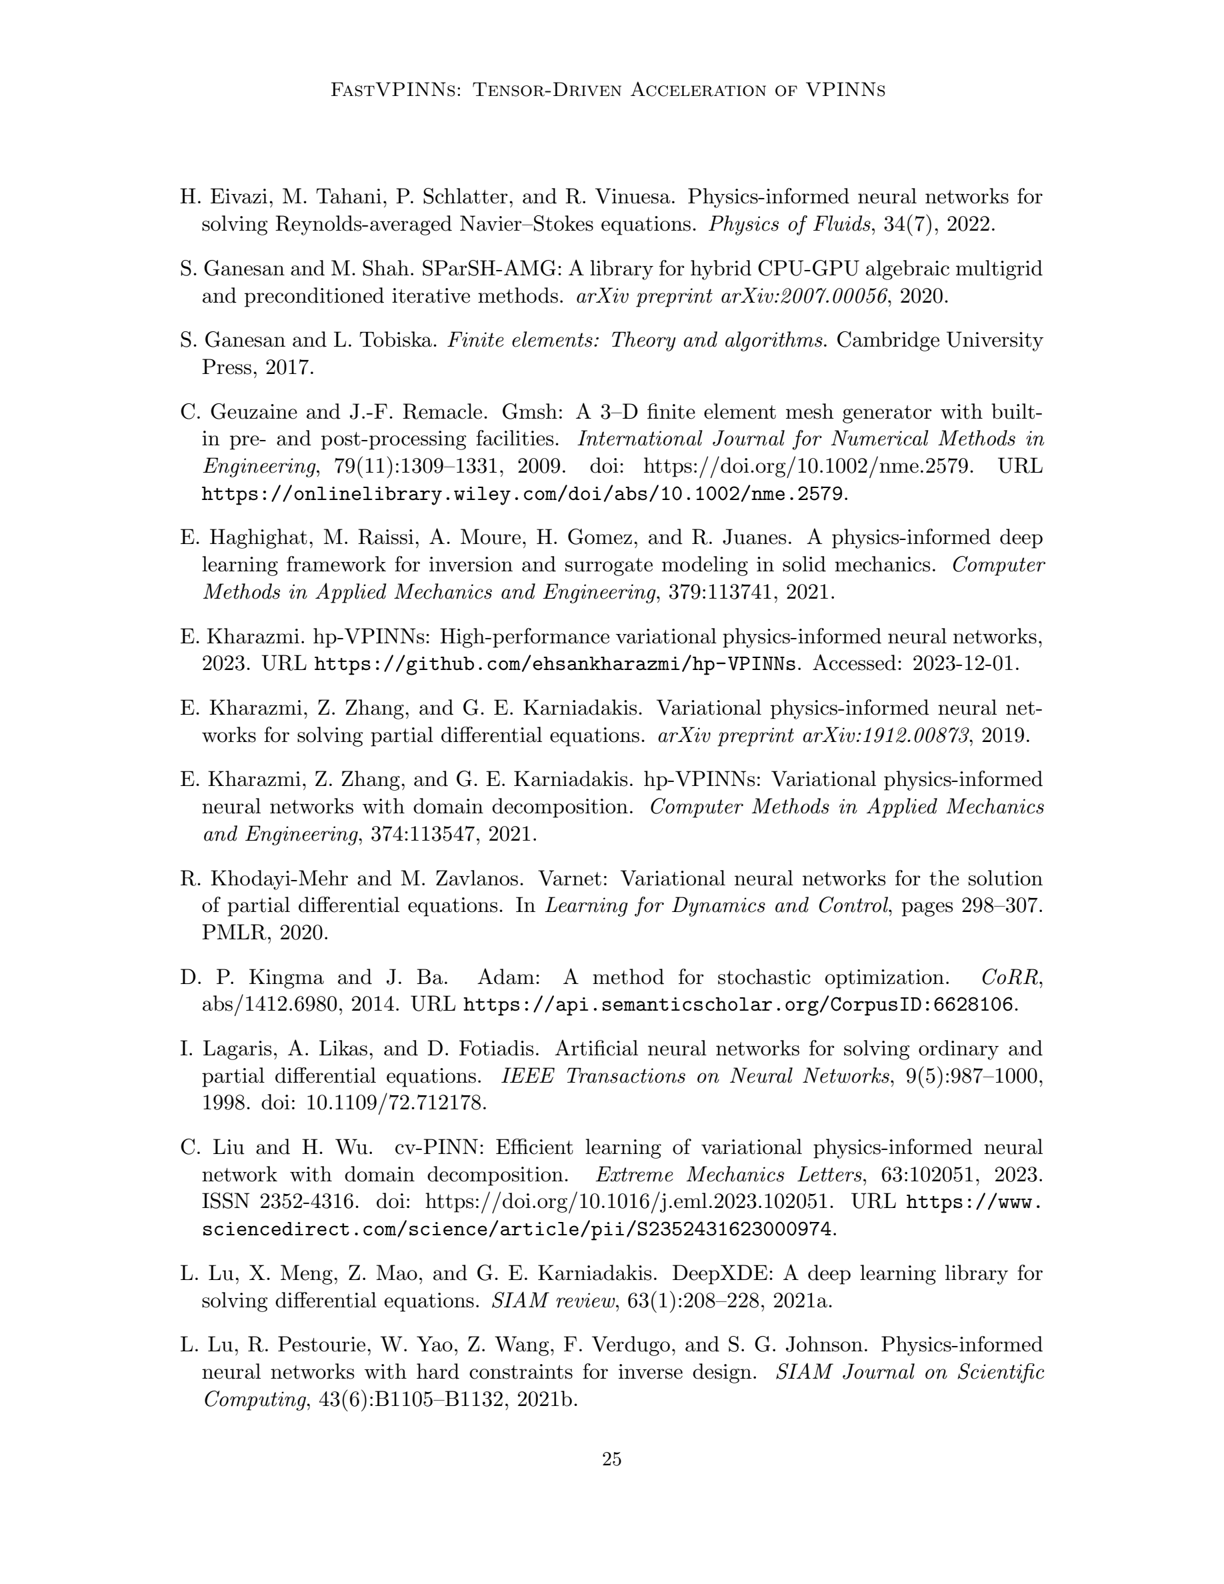 FastVPINNs: Tensor-Driven Acceleration of VPINNs
H. Eivazi, M. Tahani, P. Schlatter, and R. Vinuesa. Physics-informed neural networks for
solving Reynolds-averaged Navier–Stokes equations. Physics of Fluids, 34(7), 2022.
S. Ganesan and M. Shah. SParSH-AMG: A library for hybrid CPU-GPU algebraic multigrid
and preconditioned iterative methods. arXiv preprint arXiv:2007.00056, 2020.
S. Ganesan and L. Tobiska. Finite elements: Theory and algorithms. Cambridge University
Press, 2017.
C. Geuzaine and J.-F. Remacle. Gmsh: A 3–D finite element mesh generator with built-
in pre- and post-processing facilities. International Journal for Numerical Methods in
Engineering, 79(11):1309–1331, 2009. doi: https://doi.org/10.1002/nme.2579. URL
https://onlinelibrary.wiley.com/doi/abs/10.1002/nme.2579.
E. Haghighat, M. Raissi, A. Moure, H. Gomez, and R. Juanes. A physics-informed deep
learning framework for inversion and surrogate modeling in solid mechanics. Computer
Methods in Applied Mechanics and Engineering, 379:113741, 2021.
E. Kharazmi. hp-VPINNs: High-performance variational physics-informed neural networks,
2023. URL https://github.com/ehsankharazmi/hp-VPINNs. Accessed: 2023-12-01.
E. Kharazmi, Z. Zhang, and G. E. Karniadakis. Variational physics-informed neural net-
works for solving partial differential equations. arXiv preprint arXiv:1912.00873, 2019.
E. Kharazmi, Z. Zhang, and G. E. Karniadakis. hp-VPINNs: Variational physics-informed
neural networks with domain decomposition. Computer Methods in Applied Mechanics
and Engineering, 374:113547, 2021.
R. Khodayi-Mehr and M. Zavlanos. Varnet: Variational neural networks for the solution
of partial differential equations. In Learning for Dynamics and Control, pages 298–307.
PMLR, 2020.
D. P. Kingma and J. Ba. Adam: A method for stochastic optimization. CoRR,
abs/1412.6980, 2014. URL https://api.semanticscholar.org/CorpusID:6628106.
I. Lagaris, A. Likas, and D. Fotiadis. Artificial neural networks for solving ordinary and
partial differential equations. IEEE Transactions on Neural Networks, 9(5):987–1000,
1998. doi: 10.1109/72.712178.
C. Liu and H. Wu. cv-PINN: Efficient learning of variational physics-informed neural
network with domain decomposition. Extreme Mechanics Letters, 63:102051, 2023.
ISSN 2352-4316. doi: https://doi.org/10.1016/j.eml.2023.102051. URL https://www.
sciencedirect.com/science/article/pii/S2352431623000974.
L. Lu, X. Meng, Z. Mao, and G. E. Karniadakis. DeepXDE: A deep learning library for
solving differential equations. SIAM review, 63(1):208–228, 2021a.
L. Lu, R. Pestourie, W. Yao, Z. Wang, F. Verdugo, and S. G. Johnson. Physics-informed
neural networks with hard constraints for inverse design. SIAM Journal on Scientific
Computing, 43(6):B1105–B1132, 2021b.
25